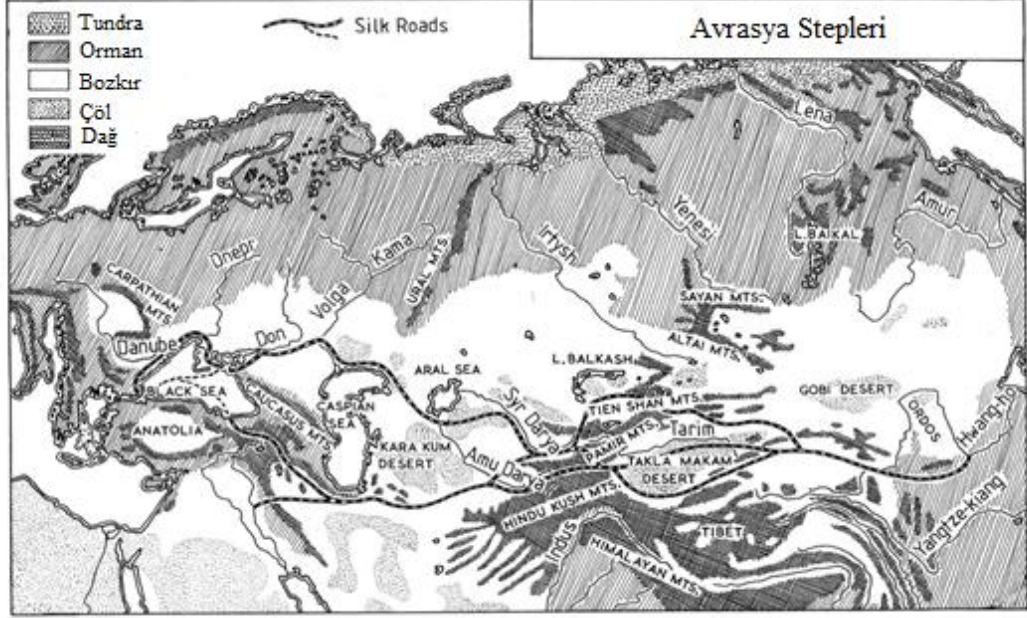 Tundra
Orman
Bozkır
Çöl
Dağ
Silk Roads
Avrasya Stepleri
Lena
Amur
L. BAIKAL
Yenesi
Irtysh
Kama
URAL MTS.
Dnepr
Volga
Don
CARPATHIAN
MTS.
Danube
BLACK SEA
ANATOLIA
CAUCASUS MTS.
CASPIAN
SEA
ARAL SEA
KARA KUM
DESERT
Syr Darya
Amu Darya
L. BALKASH
SAYAN MTS.
ALTAI MTS.
TIEN SHAN MTS.
PAMIR MTS.
Tarim
TAKLA MAKAM
DESERT
GOBI DESERT
ORDOS
Hwang-ho
HINDU KUSH MTS.
Indus
HIMALAYAN MTS.
TIBET
Yangtze-kiang